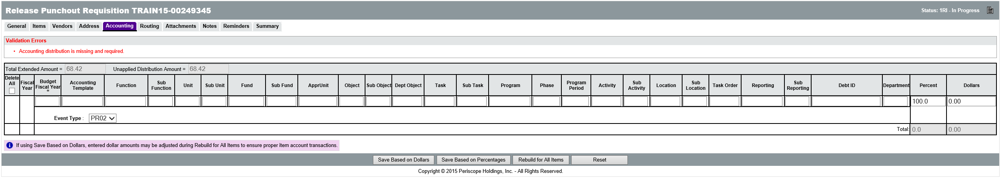 Release Punchout Requisition TRAIN15-00249345
Status: 1RI - In Progress
General Items Vendors Address Accounting Routing Attachments Notes Reminders Summary
Validation Errors
• Accounting distribution is missing and required.
Total Extended Amount = 68.42 Unapplied Distribution Amount = 68.42
Delete All Fiscal Year Budget Fiscal Year * Accounting Template Function Sub Function Unit Sub Unit Fund Sub Fund ApprUnit Object Sub Object Dept Object Task Sub Task Program Phase Program Period Activity Sub Activity Location Sub Location Task Order Reporting Sub Reporting Debt ID Department Percent Dollars
100.0 0.00
Event Type : PR02
Total: 0.0 0.00
If using Save Based on Dollars, entered dollar amounts may be adjusted during Rebuild for All Items to ensure proper item account transactions.
Save Based on Dollars Save Based on Percentages Rebuild for All Items Reset
Copyright © 2015 Periscope Holdings, Inc. - All Rights Reserved.